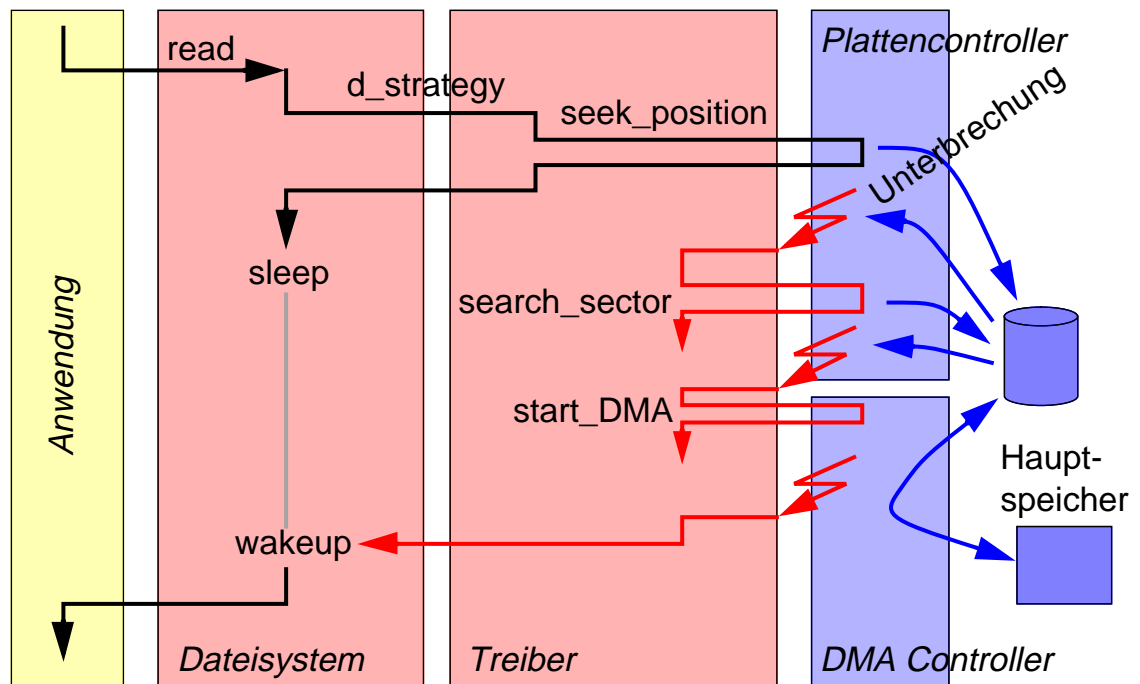 Plattencontroller
read
d_strategy
seek_position
Unterbrechung
sleep
search_sector
Anwendung
start_DMA
Haupt-
speicher
wakeup
Dateisystem
Treiber
DMA Controller